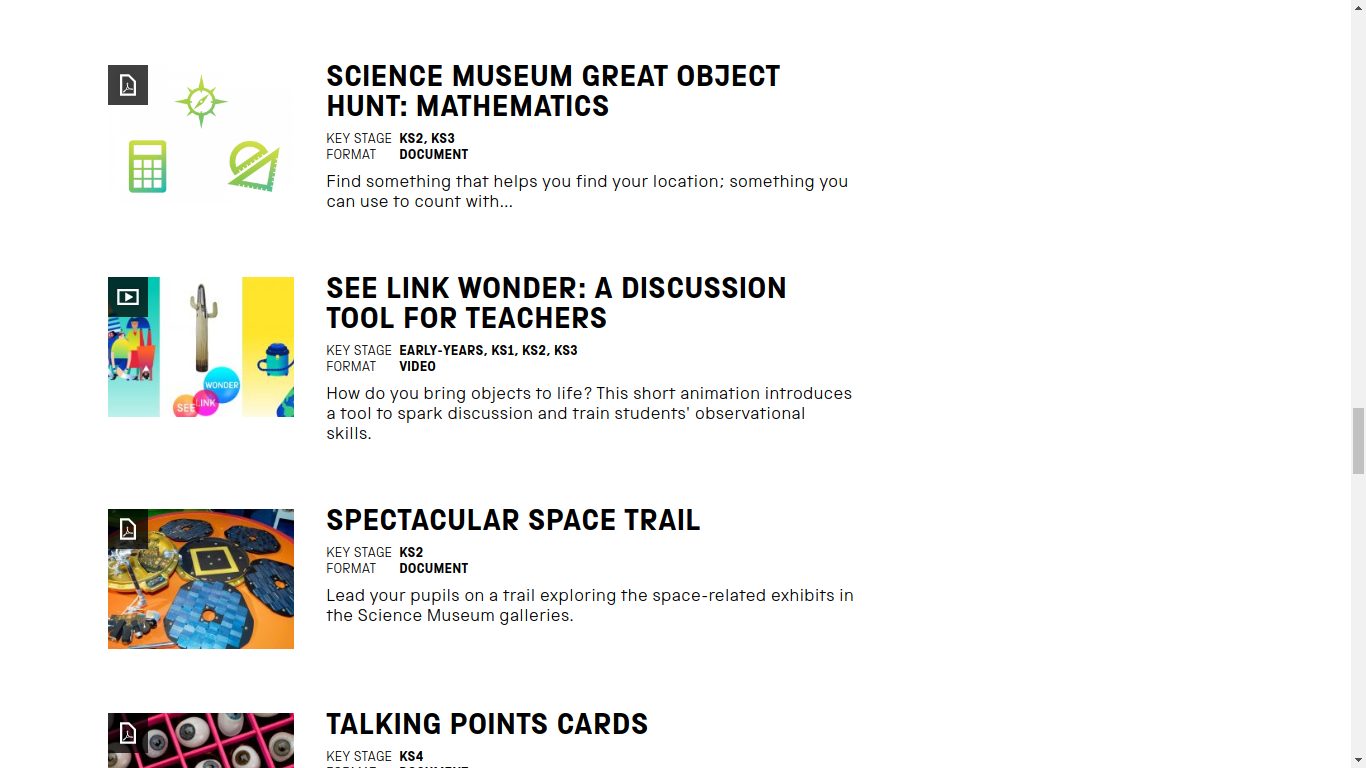 SCIENCE MUSEUM GREAT OBJECT
HUNT: MATHEMATICS
KEY STAGE KS2, KS3
FORMAT DOCUMENT
Find something that helps you find your location; something you
can use to count with...
SEE LINK WONDER: A DISCUSSION
TOOL FOR TEACHERS
KEY STAGE EARLY-YEARS, KS1, KS2, KS3
FORMAT VIDEO
How do you bring objects to life? This short animation introduces
a tool to spark discussion and train students' observational
skills.
WONDER
LINK
SEE
SPECTACULAR SPACE TRAIL
KEY STAGE KS2
FORMAT DOCUMENT
Lead your pupils on a trail exploring the space-related exhibits in
the Science Museum galleries.
TALKING POINTS CARDS
KEY STAGE KS4
FORMAT DOCUMENT